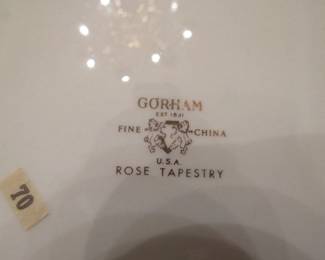 GORHAM
EST 1831
FINE CHINA
U.S.A.
ROSE TAPESTRY
70